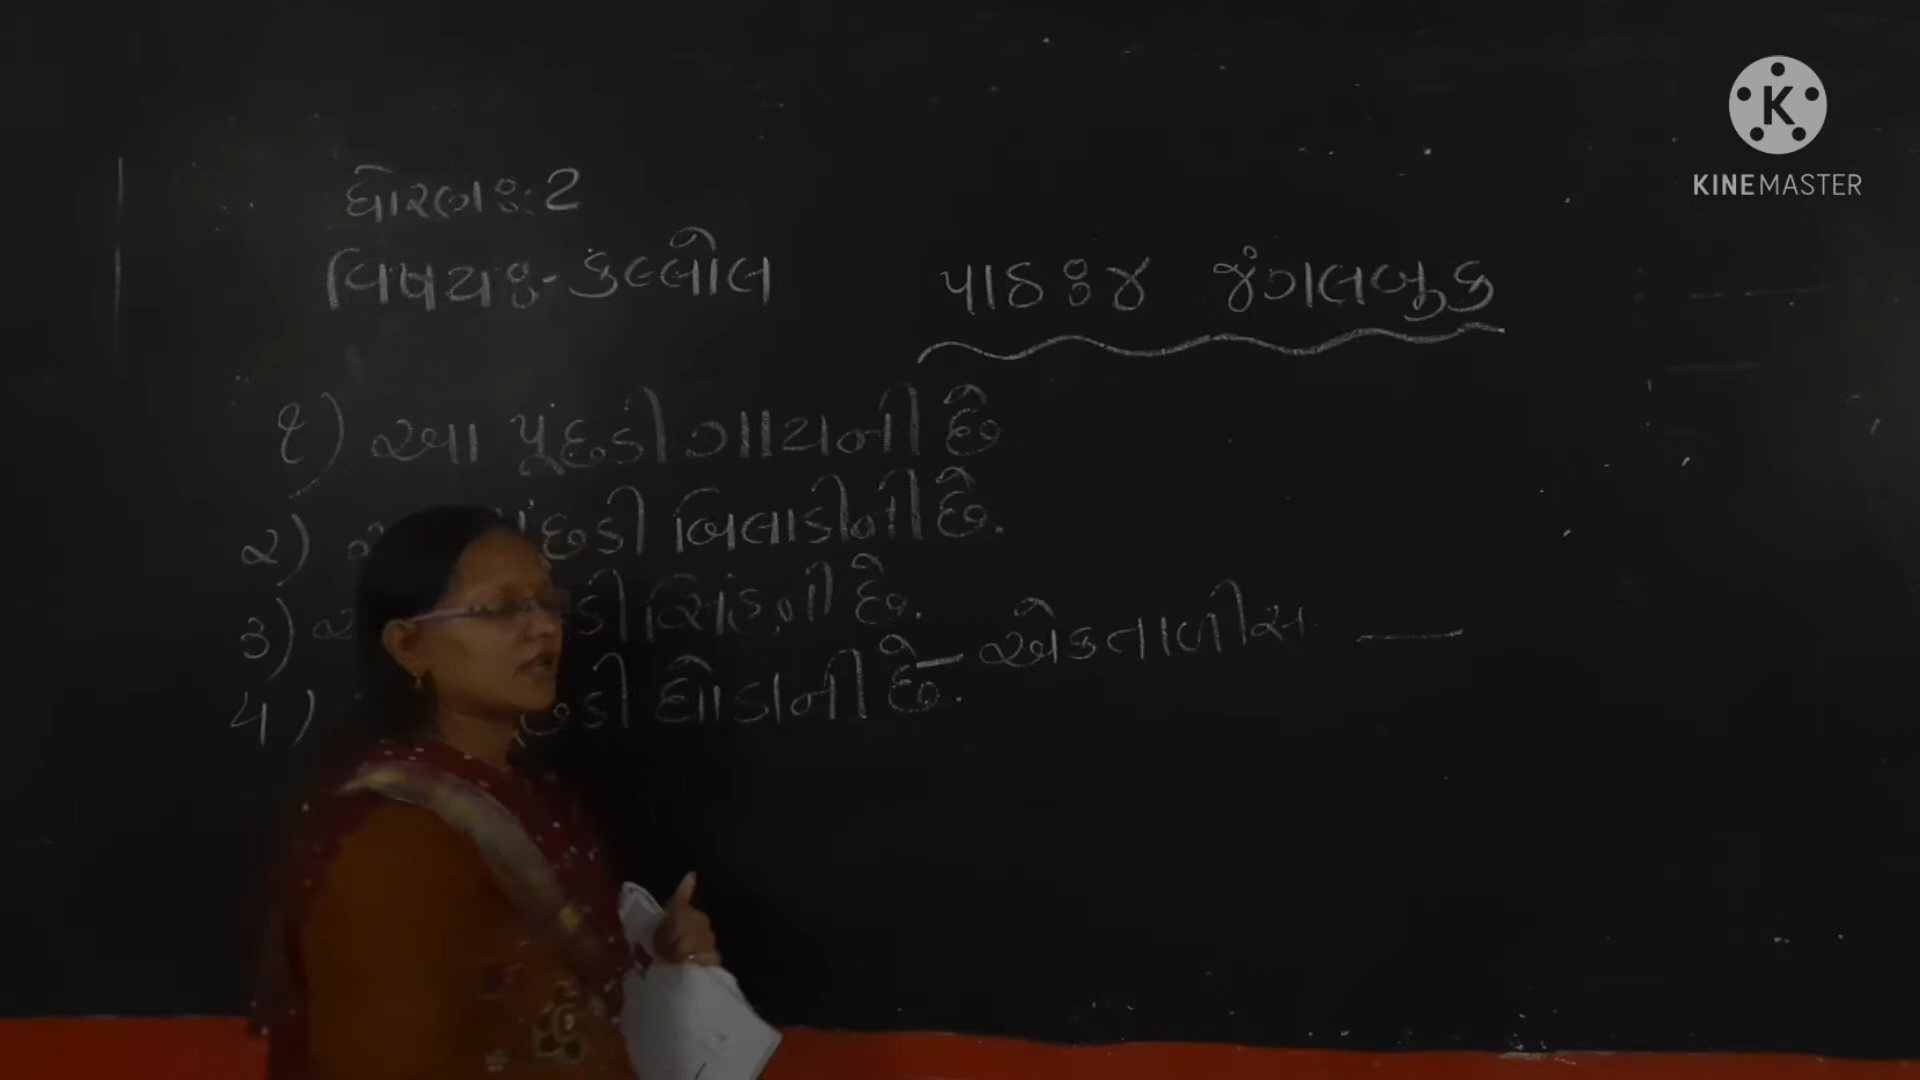 ધોરણઃ:2
વિષયઃ-કલ્લોલ
પાઠઃ૪ જંગલબુક
૧) આ પૂંછડી ગાયની છે
૨) પૂંછડી બિલાડીની છે.
૩) સિંહની છે.
- એકતાળીસ —
૪) ઘોડાની છે.
K
KINEMASTER